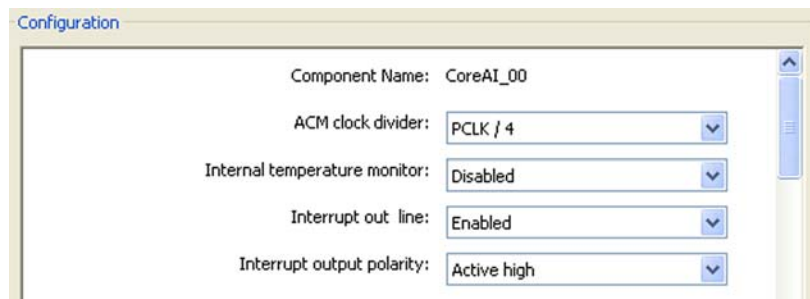 Configuration
Component Name: CoreAI_00
ACM clock divider: PCLK / 4
Internal temperature monitor: Disabled
Interrupt out line: Enabled
Interrupt output polarity: Active high